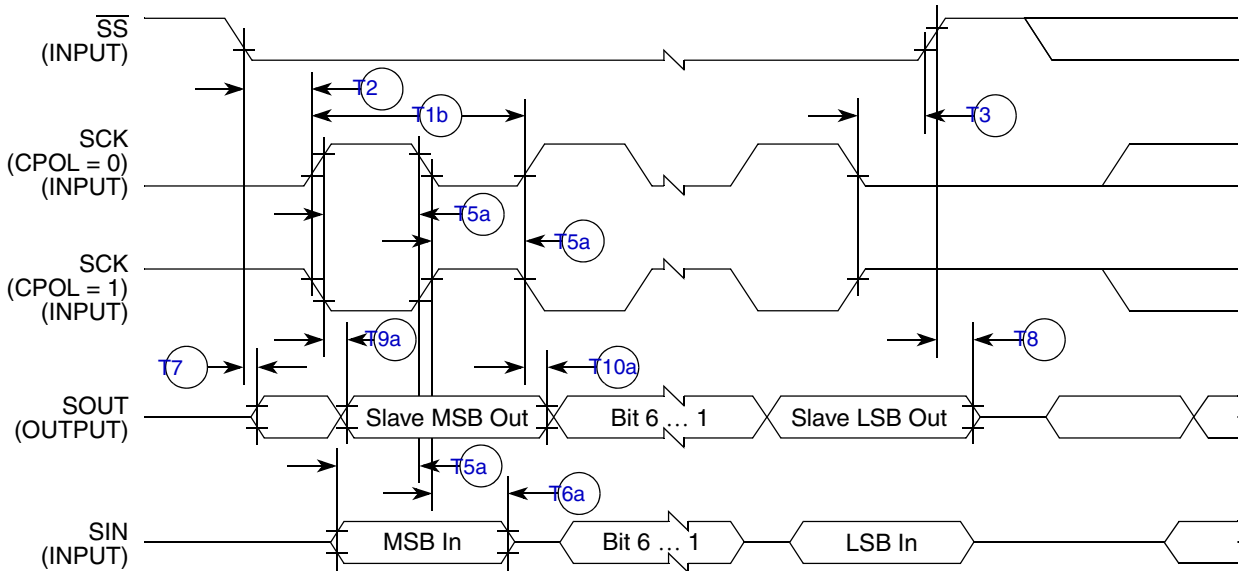 SS
(INPUT)
T2
T1b
T3
SCK
(CPOL = 0)
(INPUT)
T5a
T5a
SCK
(CPOL = 1)
(INPUT)
T9a
T8
T7
T10a
SOUT
(OUTPUT)
Slave MSB Out
Bit 6 … 1
Slave LSB Out
T5a
T6a
SIN
(INPUT)
MSB In
Bit 6 … 1
LSB In